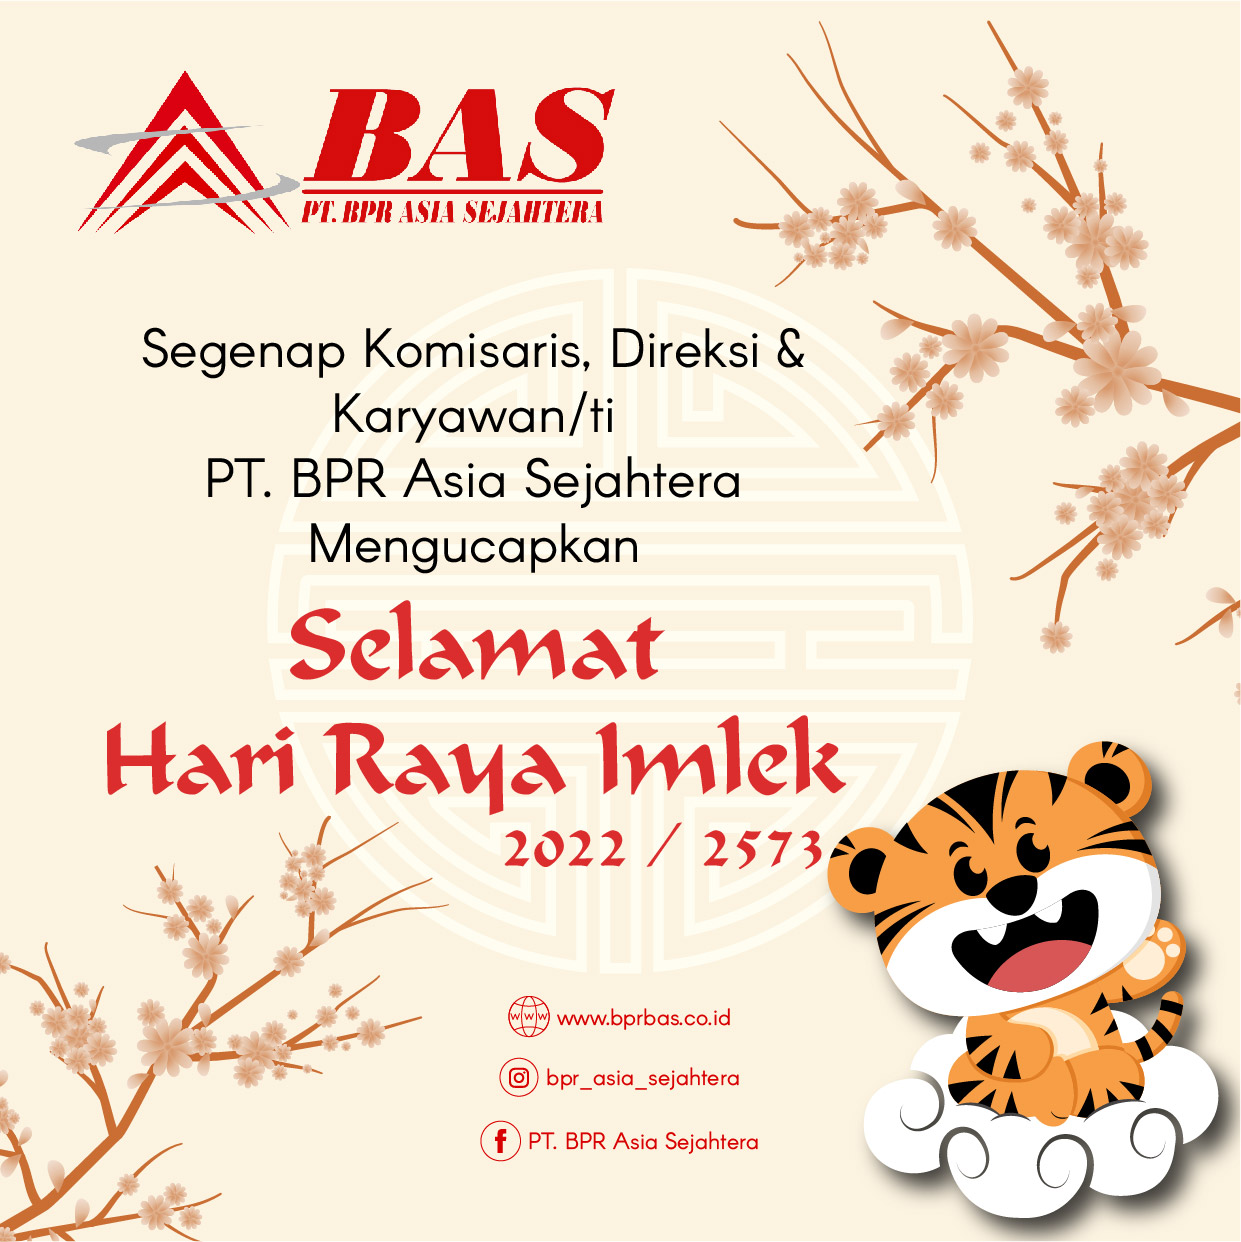 BAS
PT. BPR ASIA SEJAHTERA
Segenap Komisaris, Direksi &
Karyawan/ti
PT. BPR Asia Sejahtera
Mengucapkan
Selamat
Hari Raya Imlek
2022 / 2573
www www.bprbas.co.id
bpr_asia_sejahtera
f PT. BPR Asia Sejahtera